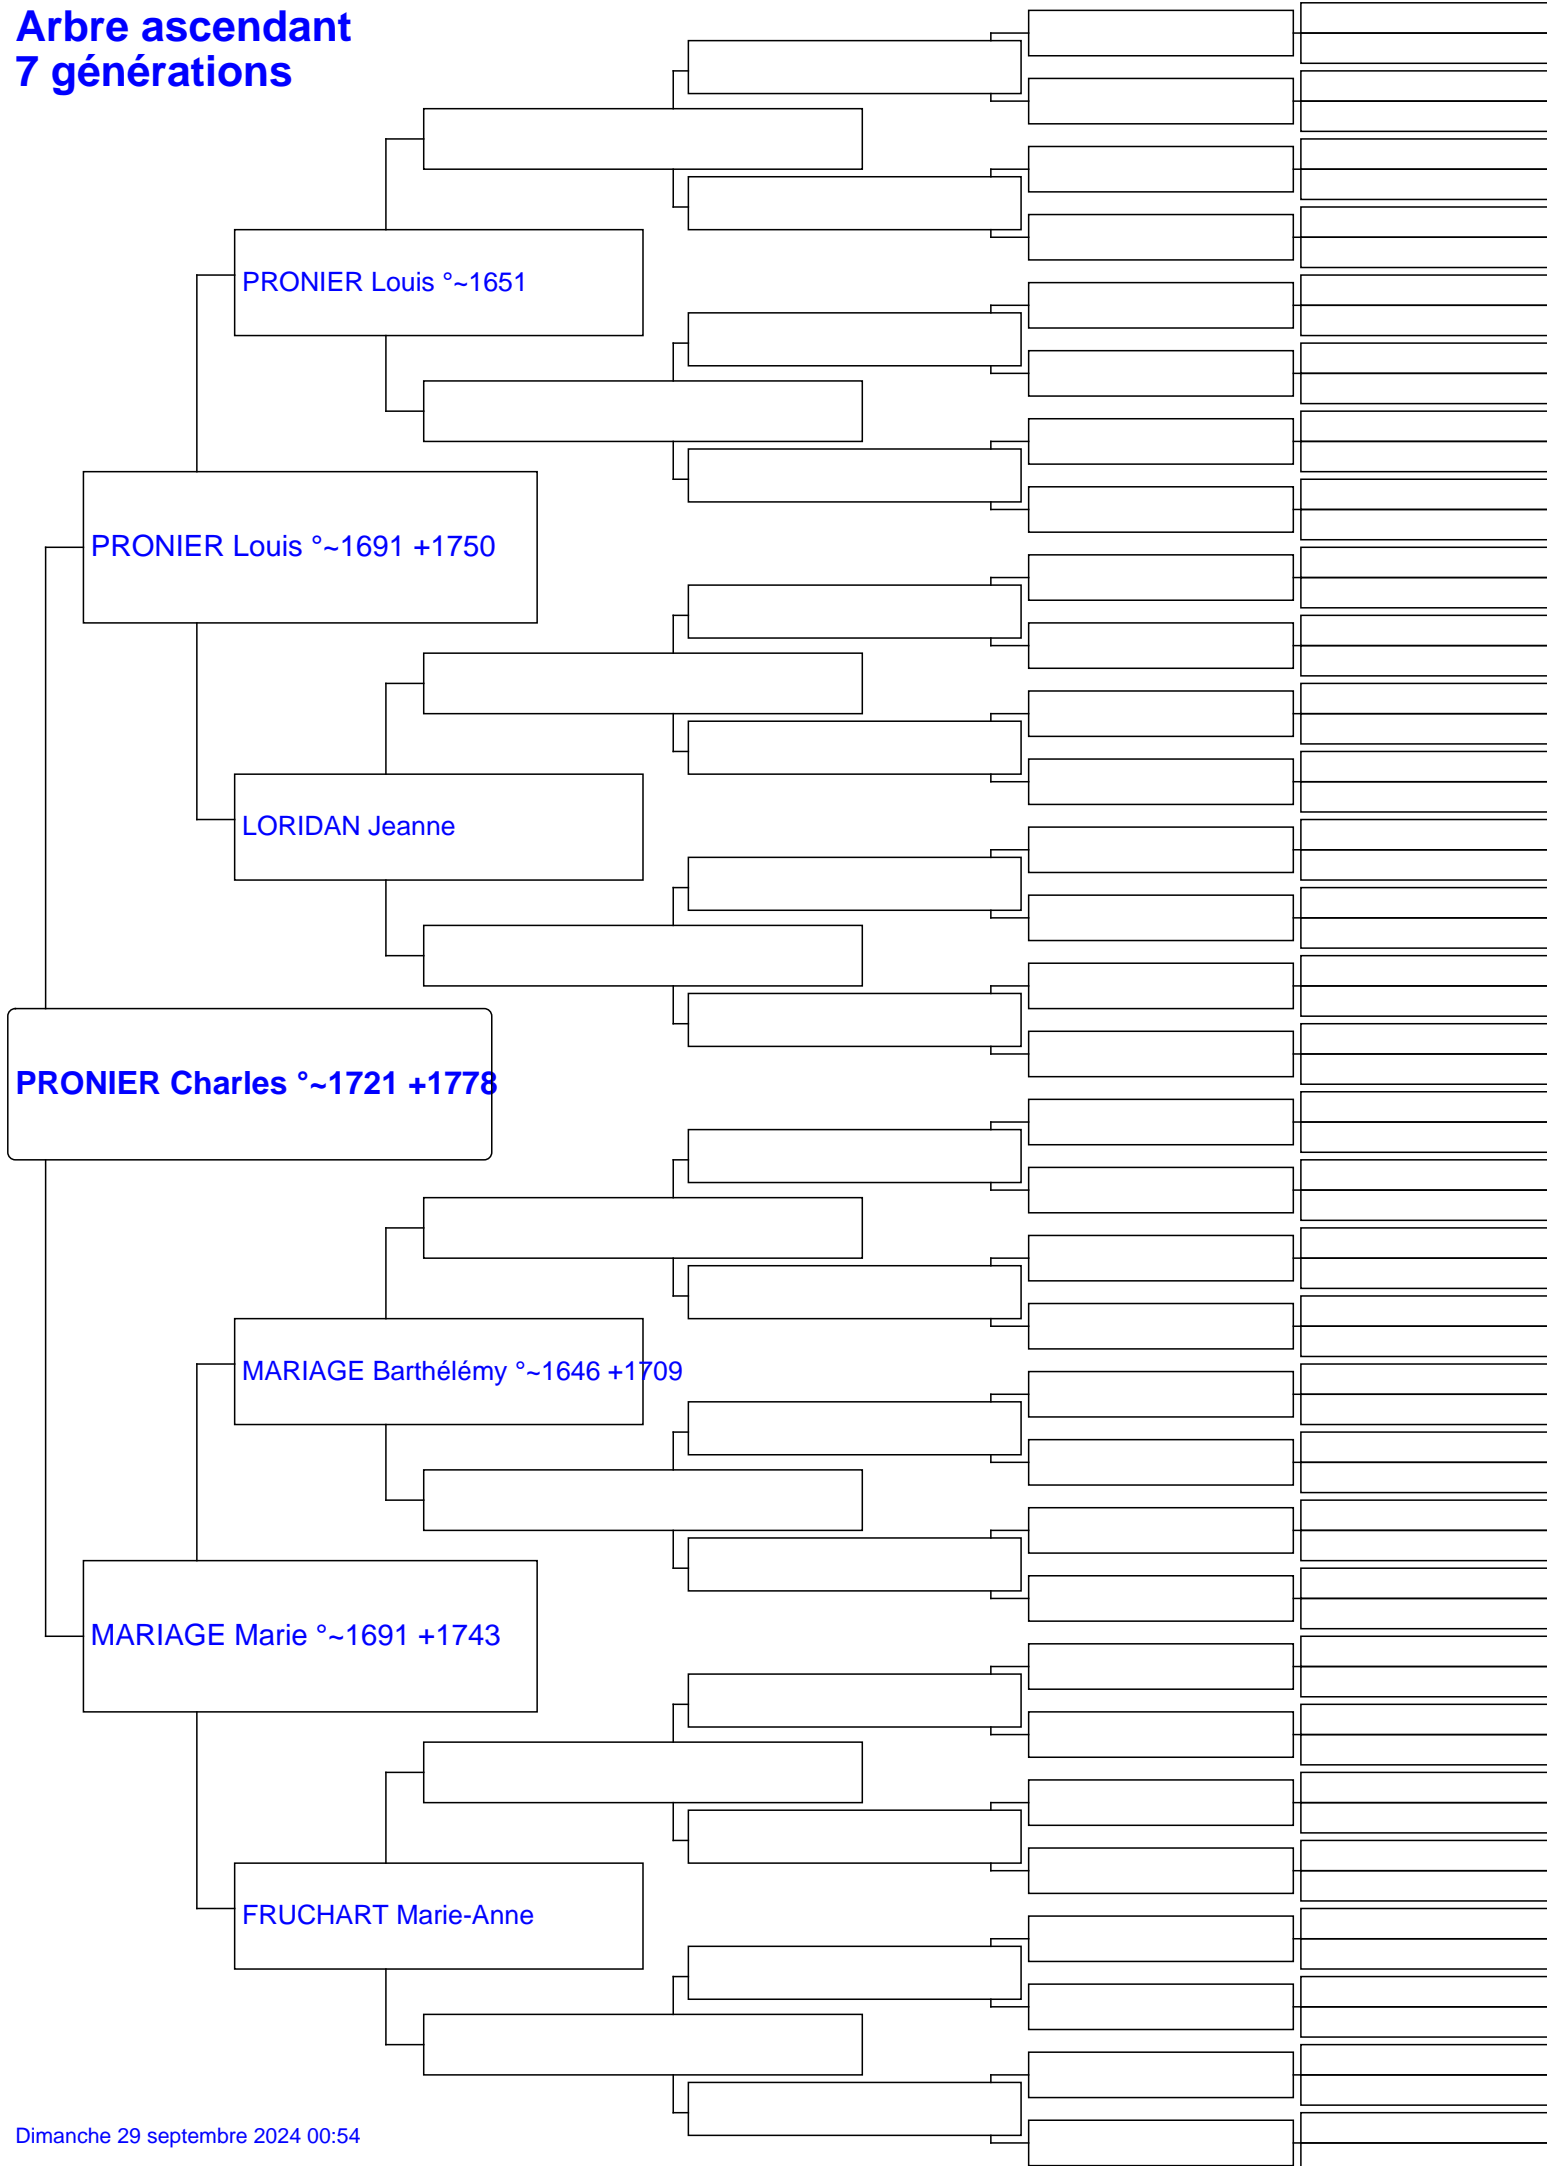 Arbre ascendant
7 générations
PRONIER Louis °~1651
PRONIER Louis °~1691 +1750
LORIDAN Jeanne
PRONIER Charles °~1721 +1778
MARIAGE Barthélémy °~1646 +1709
MARIAGE Marie °~1691 +1743
FRUCHART Marie-Anne
Dimanche 29 septembre 2024 00:54